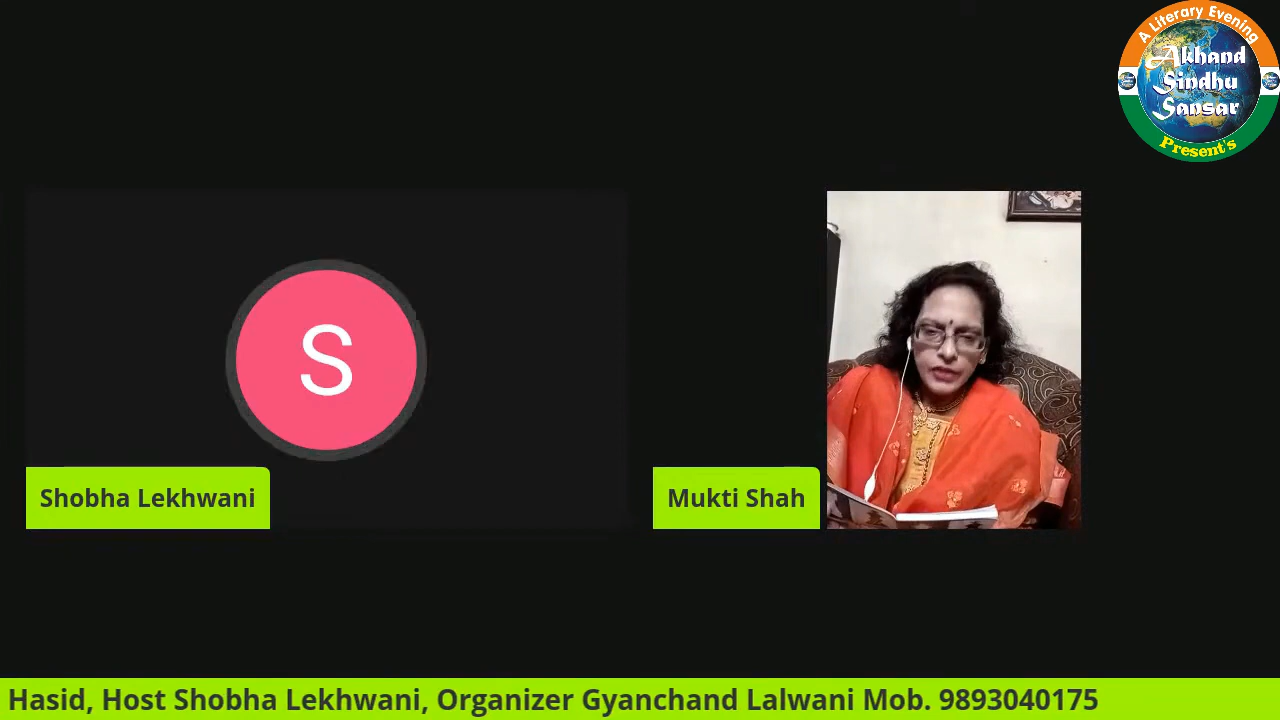 A Literary Evening
Akhand
Sindhu
Sansar
Present's
S
Shobha Lekhwani
Mukti Shah
Hasid, Host Shobha Lekhwani, Organizer Gyanchand Lalwani Mob. 9893040175